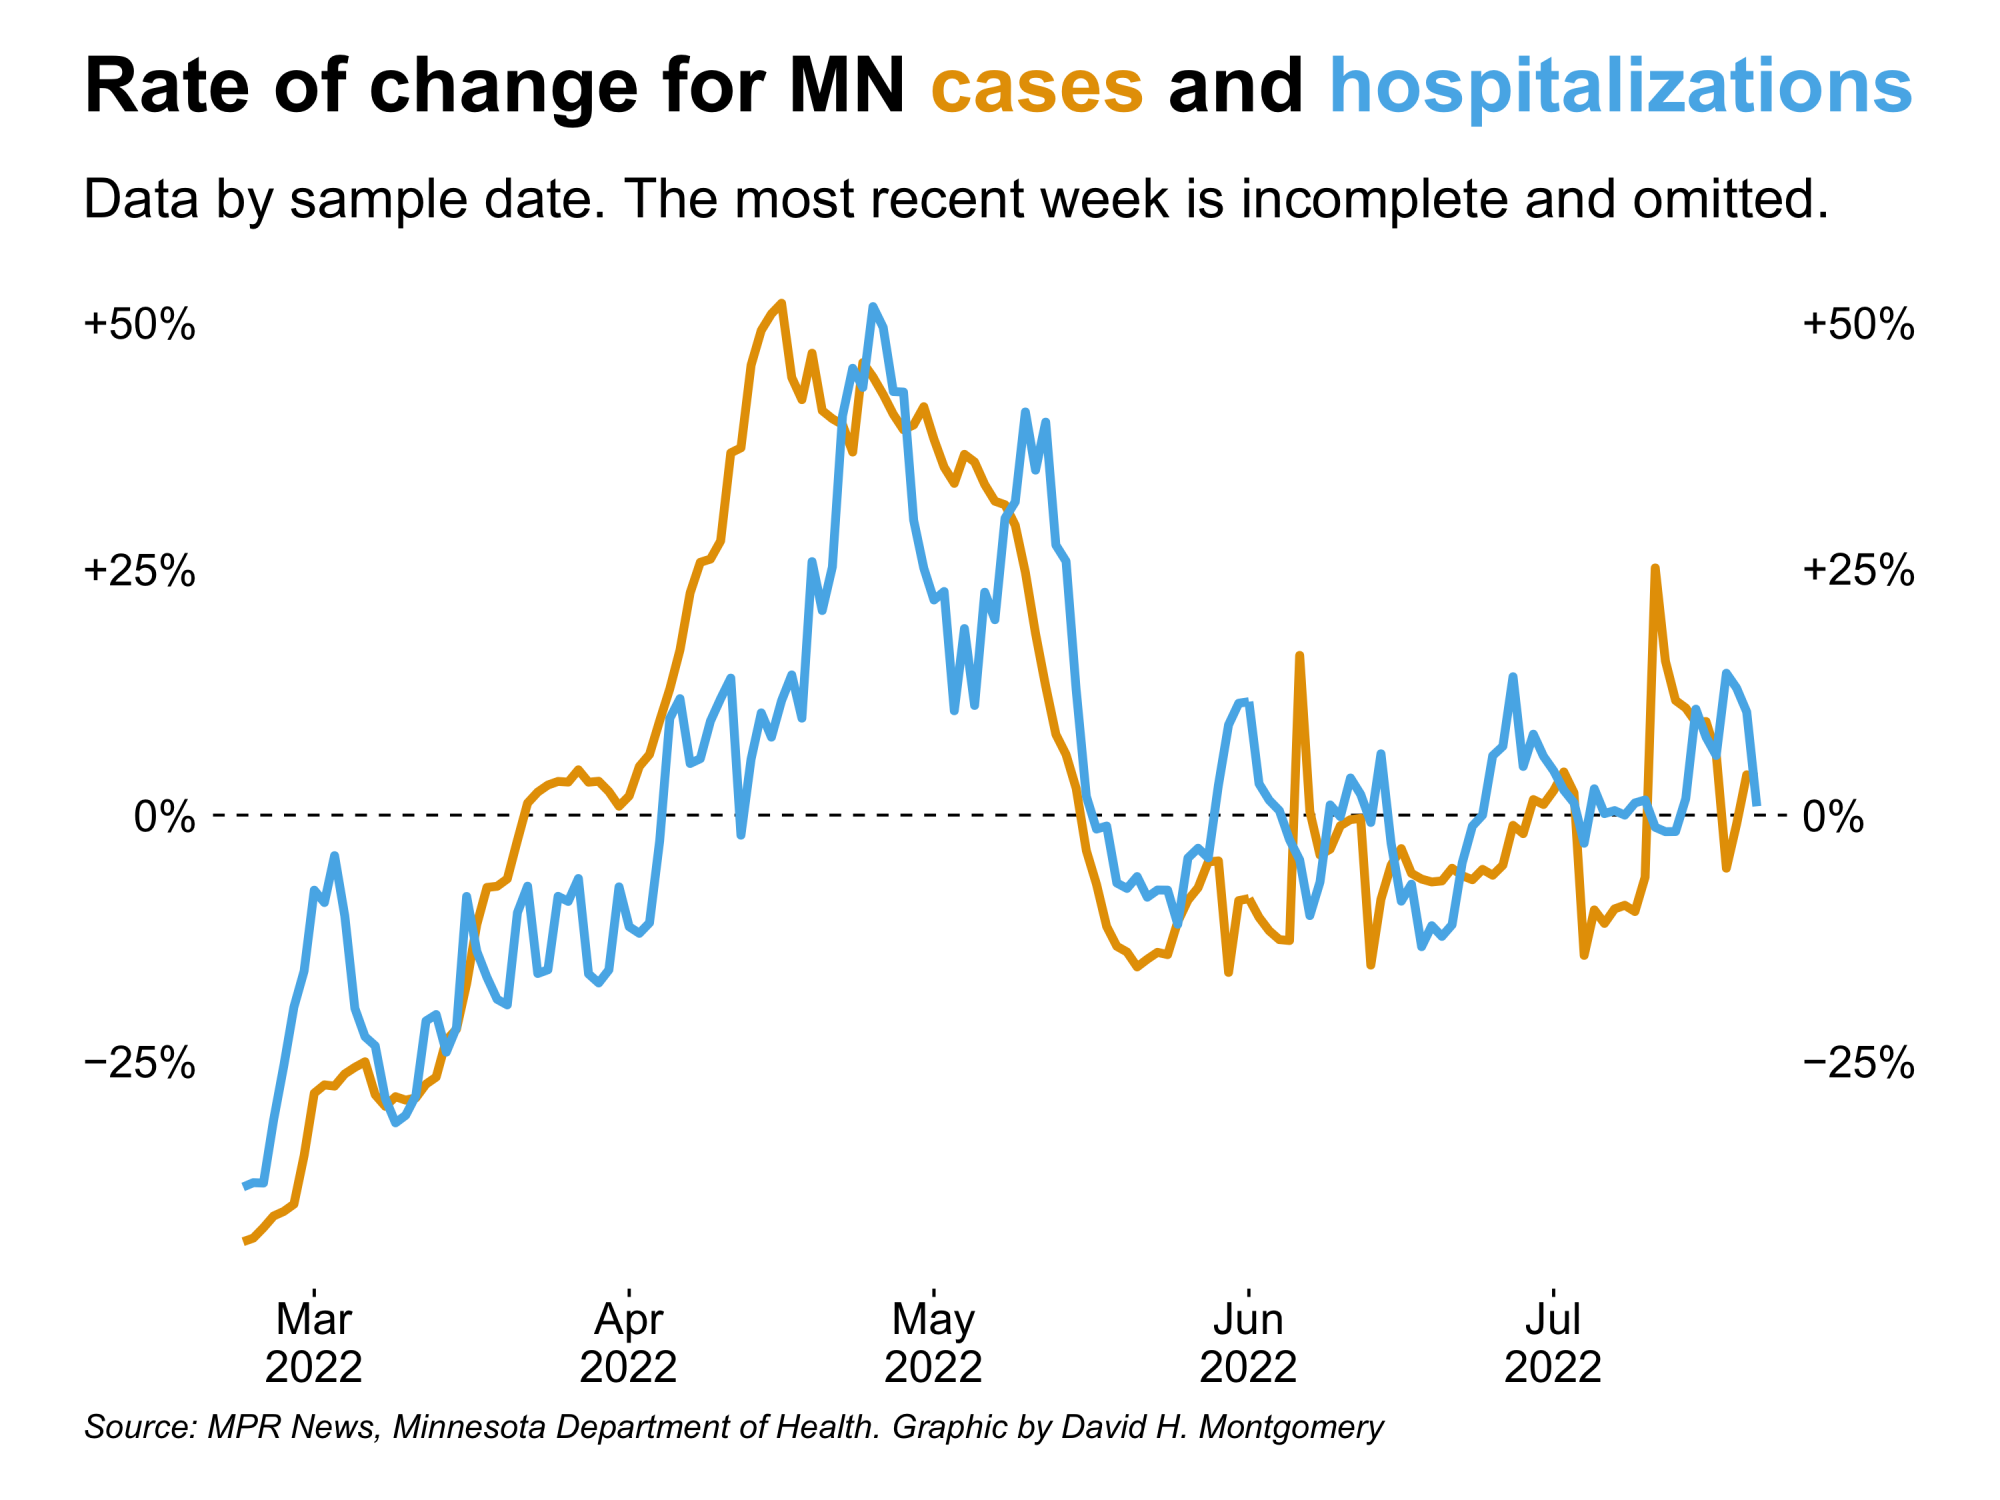 Rate of change for MN cases and hospitalizations
Data by sample date. The most recent week is incomplete and omitted.
+50% +50%
+25% +25%
0% 0%
−25% −25%
Mar Apr May Jun Jul
2022 2022 2022 2022 2022
Source: MPR News, Minnesota Department of Health. Graphic by David H. Montgomery